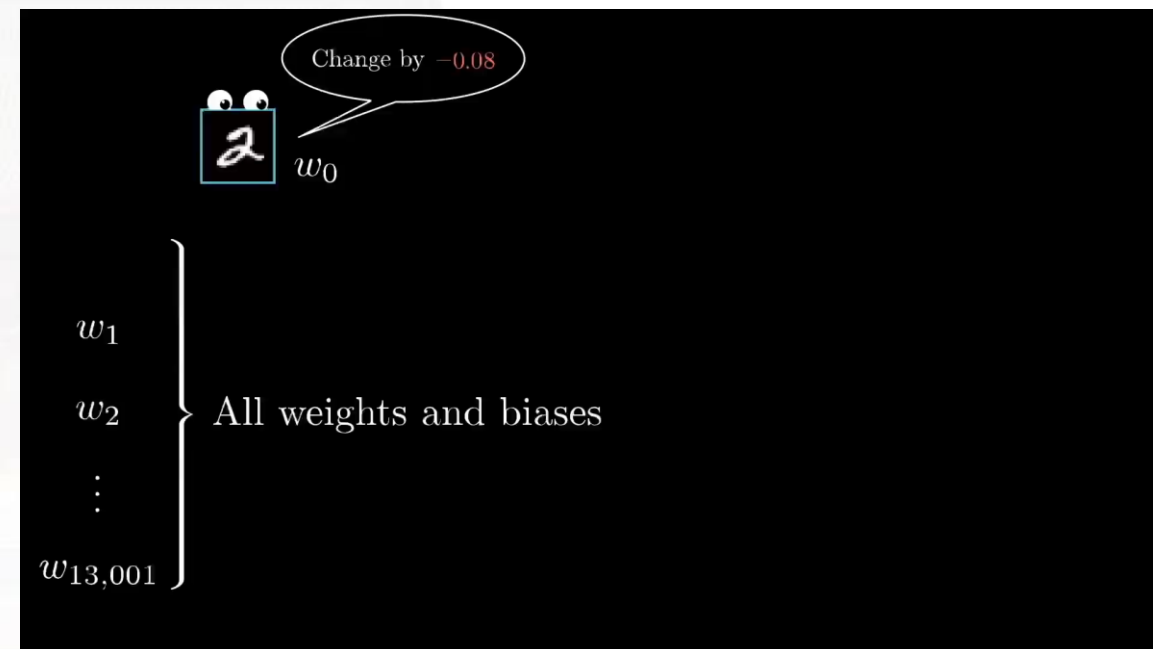 Change by −0.08
2
w₀
w₁
w₂
⋮
w₁₃,₀₀₁
All weights and biases